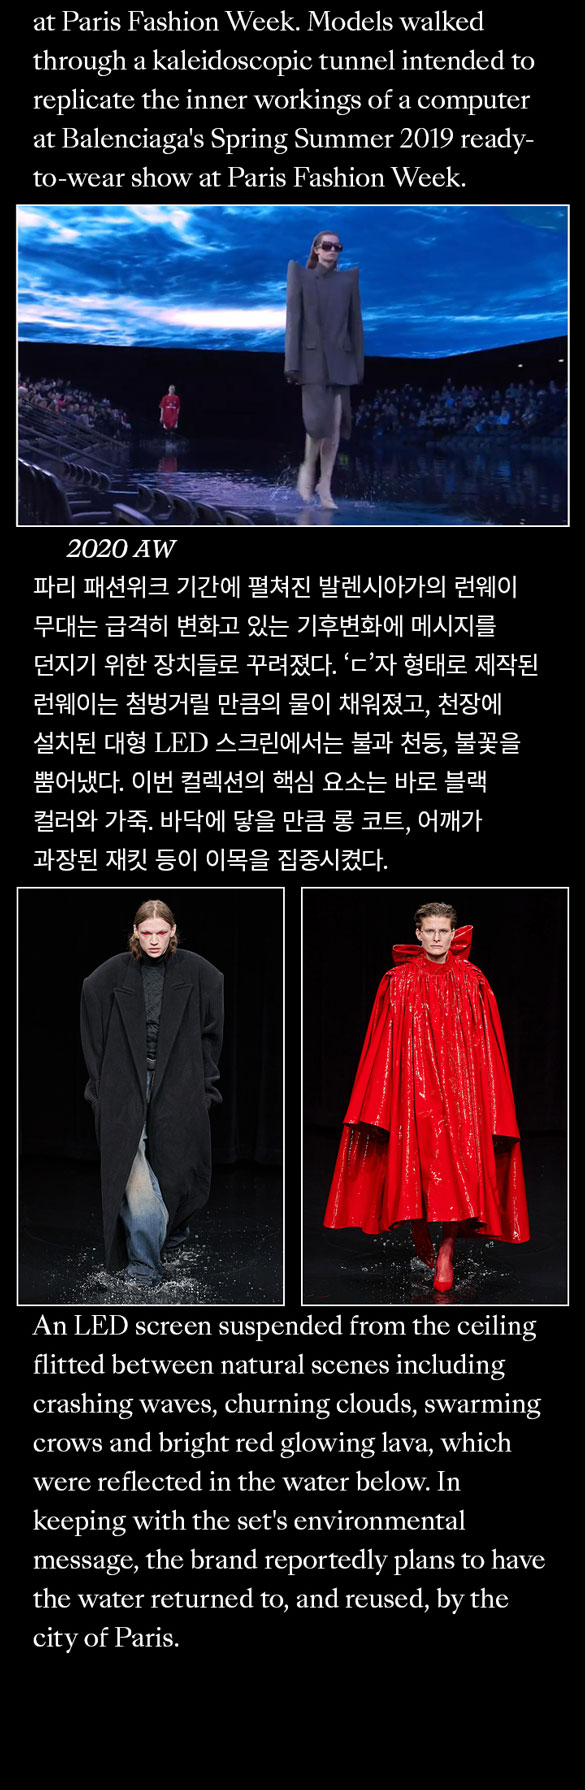 at Paris Fashion Week. Models walked
through a kaleidoscopic tunnel intended to
replicate the inner workings of a computer
at Balenciaga's Spring Summer 2019 ready-
to-wear show at Paris Fashion Week.
2020 AW
파리 패션위크 기간에 펼쳐진 발렌시아가의 런웨이
무대는 급격히 변화고 있는 기후변화에 메시지를
던지기 위한 장치들로 꾸려졌다. ‘ㄷ’자 형태로 제작된
런웨이는 첨벙거릴 만큼의 물이 채워졌고, 천장에
설치된 대형 LED 스크린에서는 불과 천둥, 불꽃을
뿜어냈다. 이번 컬렉션의 핵심 요소는 바로 블랙
컬러와 가죽. 바닥에 닿을 만큼 롱 코트, 어깨가
과장된 재킷 등이 이목을 집중시켰다.
An LED screen suspended from the ceiling
flitted between natural scenes including
crashing waves, churning clouds, swarming
crows and bright red glowing lava, which
were reflected in the water below. In
keeping with the set's environmental
message, the brand reportedly plans to have
the water returned to, and reused, by the
city of Paris.